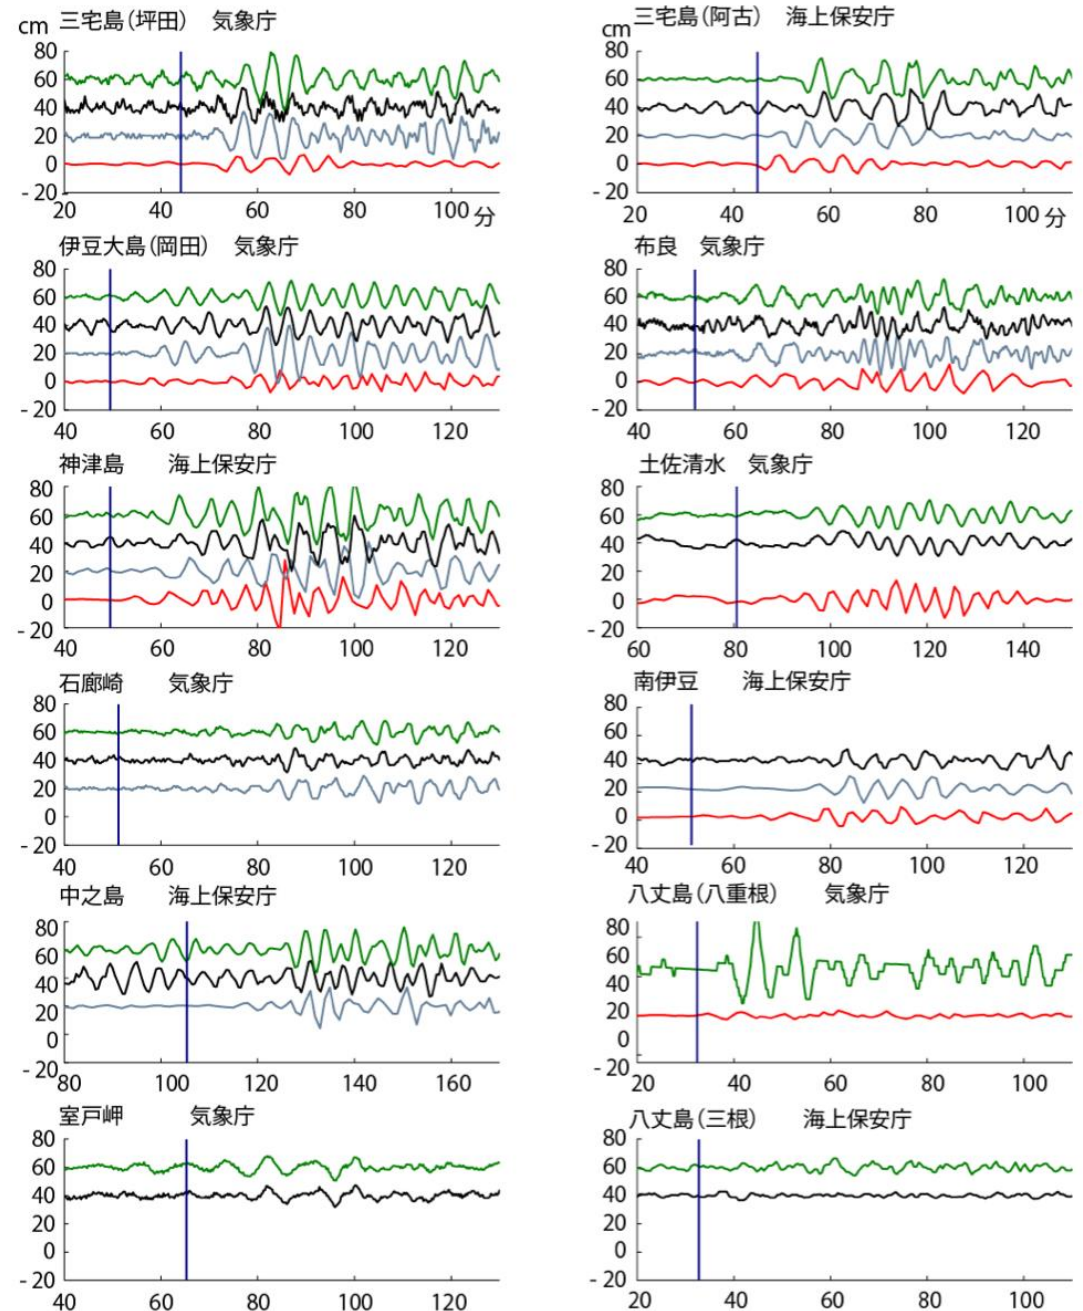 三宅島（坪田） 気象庁
cm
80
60
40
20
0
- 20
20 40 60 80 100 分
三宅島（阿古） 海上保安庁
cm
80
60
40
20
0
- 20
20 40 60 80 100 分
伊豆大島（岡田） 気象庁
80
60
40
20
0
- 20
40 60 80 100 120
布良 気象庁
80
60
40
20
0
- 20
40 60 80 100 120
神津島 海上保安庁
80
60
40
20
0
- 20
40 60 80 100 120
土佐清水 気象庁
80
60
40
20
0
- 20
60 80 100 120 140
石廊崎 気象庁
80
60
40
20
0
- 20
40 60 80 100 120
南伊豆 海上保安庁
80
60
40
20
0
- 20
40 60 80 100 120
中之島 海上保安庁
80
60
40
20
0
- 20
80 100 120 140 160
八丈島（八重根） 気象庁
80
60
40
20
0
- 20
20 40 60 80 100
室戸岬 気象庁
80
60
40
20
0
- 20
40 60 80 100 120
八丈島（三根） 海上保安庁
80
60
40
20
0
- 20
20 40 60 80 100